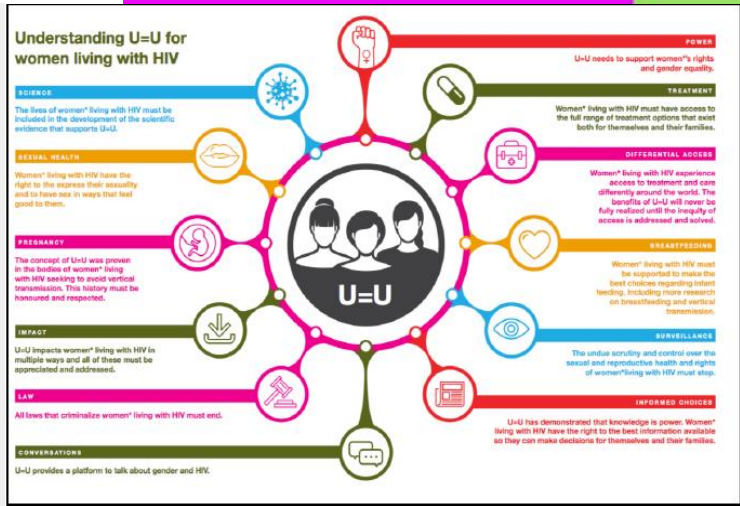 Understanding U=U for
women living with HIV
SCIENCE
The lives of women* living with HIV must be
included in the development of the scientific
evidence that supports U=U.
SEXUAL HEALTH
Women* living with HIV have the
right to the express their sexuality
and to have sex in ways that feel
good to them.
PREGNANCY
The concept of U=U was proven
in the bodies of women* living
with HIV seeking to avoid vertical
transmission. This history must be
honoured and respected.
IMPACT
U=U impacts women* living with HIV in
multiple ways and all of these must be
appreciated and addressed.
LAW
All laws that criminalize women* living with HIV must end.
CONVERSATIONS
U=U provides a platform to talk about gender and HIV.
U=U
POWER
U=U needs to support women*'s rights
and gender equality.
TREATMENT
Women* living with HIV must have access to
the full range of treatment options that exist
both for themselves and their families.
DIFFERENTIAL ACCESS
Women* living with HIV experience
access to treatment and care
differently around the world. The
benefits of U=U will never be
fully realized until the inequity of
access is addressed and solved.
BREASTFEEDING
Women* living with HIV must
be supported to make the
best choices regarding infant
feeding, including more research
on breastfeeding and vertical
transmission.
SURVEILLANCE
The undue scrutiny and control over the
sexual and reproductive health and rights
of women*living with HIV must stop.
INFORMED CHOICES
U=U has demonstrated that knowledge is power. Women*
living with HIV have the right to the best information available
so they can make decisions for themselves and their families.